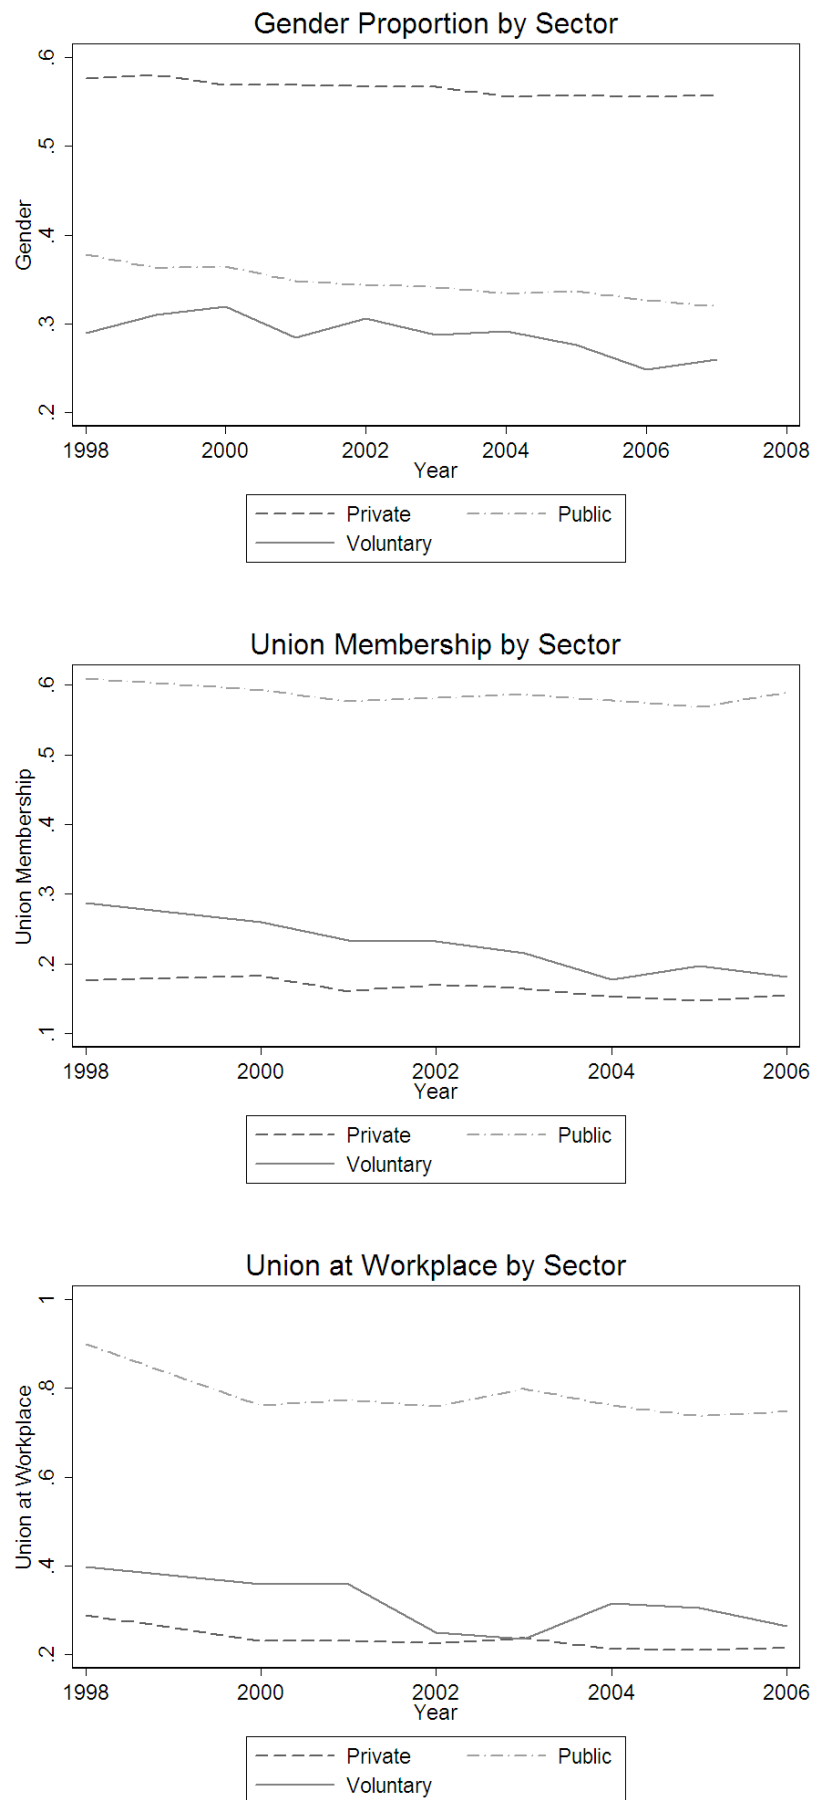 Gender Proportion by Sector
.6
.5
.4
.3
.2
Gender
1998 2000 2002 2004 2006 2008
Year
Private Public
Voluntary
Union Membership by Sector
.6
.5
.4
.3
.2
.1
Union Membership
1998 2000 2002 2004 2006
Year
Private Public
Voluntary
Union at Workplace by Sector
1
.8
.6
.4
.2
Union at Workplace
1998 2000 2002 2004 2006
Year
Private Public
Voluntary